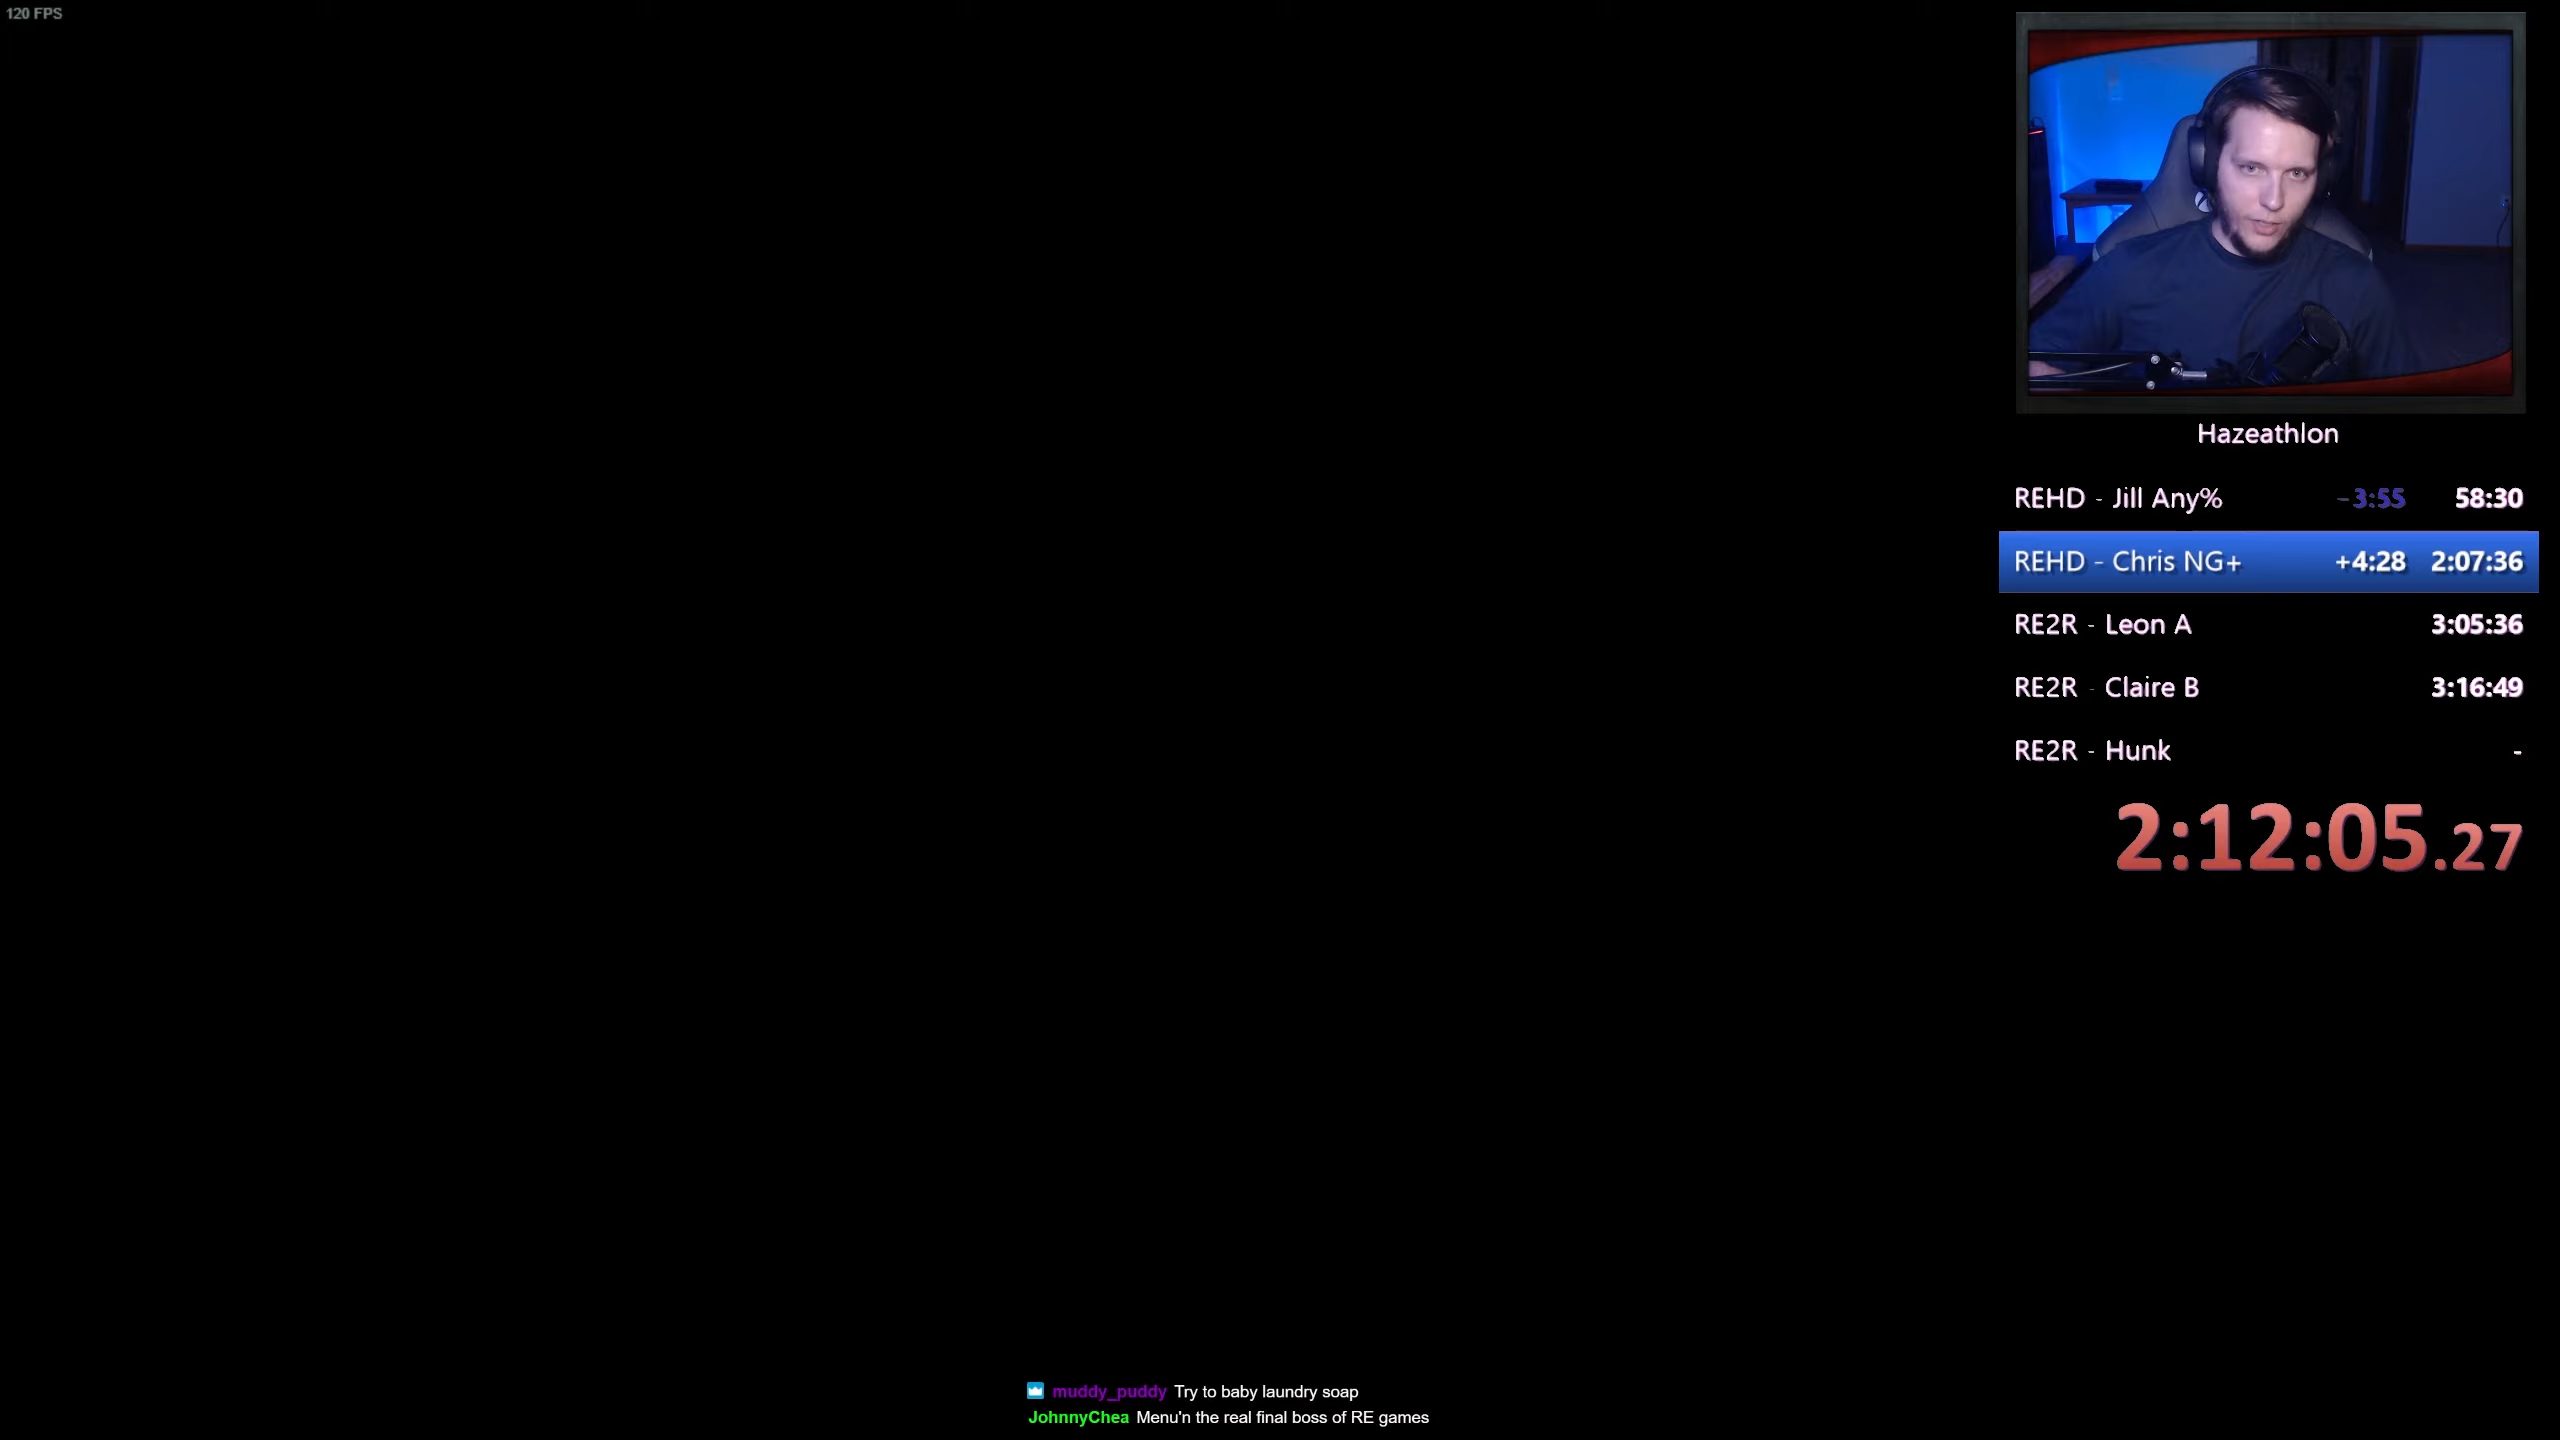 120 FPS
Hazeathlon
REHD - Jill Any% -3:55 58:30
REHD - Chris NG+ +4:28 2:07:36
RE2R - Leon A 3:05:36
RE2R - Claire B 3:16:49
RE2R - Hunk -
2:12:05.27
muddy_puddy Try to baby laundry soap
JohnnyChea Menu'n the real final boss of RE games